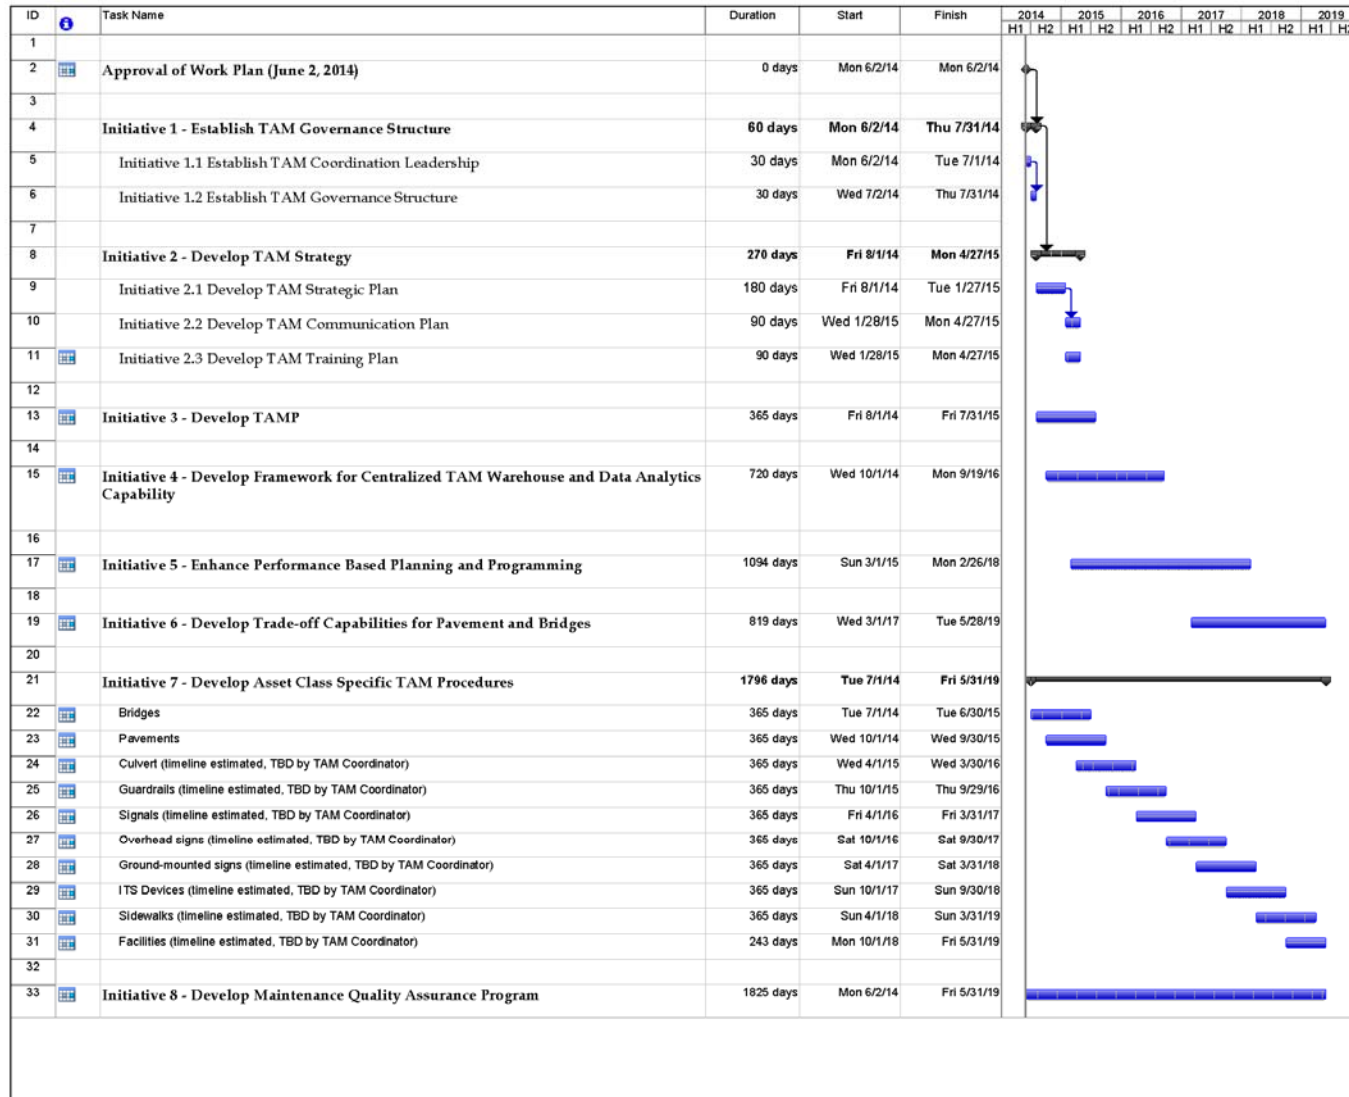 ID Task Name Duration Start Finish 2014 2015 2016 2017 2018 2019
H1 H2 H1 H2 H1 H2 H1 H2 H1 H2 H1
1
2 Approval of Work Plan (June 2, 2014) 0 days Mon 6/2/14 Mon 6/2/14
3
4 Initiative 1 - Establish TAM Governance Structure 60 days Mon 6/2/14 Thu 7/31/14
5 Initiative 1.1 Establish TAM Coordination Leadership 30 days Mon 6/2/14 Tue 7/1/14
6 Initiative 1.2 Establish TAM Governance Structure 30 days Wed 7/2/14 Thu 7/31/14
7
8 Initiative 2 - Develop TAM Strategy 270 days Fri 8/1/14 Mon 4/27/15
9 Initiative 2.1 Develop TAM Strategic Plan 180 days Fri 8/1/14 Tue 1/27/15
10 Initiative 2.2 Develop TAM Communication Plan 90 days Wed 1/28/15 Mon 4/27/15
11 Initiative 2.3 Develop TAM Training Plan 90 days Wed 1/28/15 Mon 4/27/15
12
13 Initiative 3 - Develop TAMP 365 days Fri 8/1/14 Fri 7/31/15
14
15 Initiative 4 - Develop Framework for Centralized TAM Warehouse and Data Analytics 720 days Wed 10/1/14 Mon 9/19/16
Capability
16
17 Initiative 5 - Enhance Performance Based Planning and Programming 1094 days Sun 3/1/15 Mon 2/26/18
18
19 Initiative 6 - Develop Trade-off Capabilities for Pavement and Bridges 819 days Wed 3/1/17 Tue 5/28/19
20
21 Initiative 7 - Develop Asset Class Specific TAM Procedures 1796 days Tue 7/1/14 Fri 5/31/19
22 Bridges 365 days Tue 7/1/14 Tue 6/30/15
23 Pavements 365 days Wed 10/1/14 Wed 9/30/15
24 Culvert (timeline estimated, TBD by TAM Coordinator) 365 days Wed 4/1/15 Wed 3/30/16
25 Guardrails (timeline estimated, TBD by TAM Coordinator) 365 days Thu 10/1/15 Thu 9/29/16
26 Signals (timeline estimated, TBD by TAM Coordinator) 365 days Fri 4/1/16 Fri 3/31/17
27 Overhead signs (timeline estimated, TBD by TAM Coordinator) 365 days Sat 10/1/16 Sat 9/30/17
28 Ground-mounted signs (timeline estimated, TBD by TAM Coordinator) 365 days Sat 4/1/17 Sat 3/31/18
29 ITS Devices (timeline estimated, TBD by TAM Coordinator) 365 days Sun 10/1/17 Sun 9/30/18
30 Sidewalks (timeline estimated, TBD by TAM Coordinator) 365 days Sun 4/1/18 Sun 3/31/19
31 Facilities (timeline estimated, TBD by TAM Coordinator) 243 days Mon 10/1/18 Fri 5/31/19
32
33 Initiative 8 - Develop Maintenance Quality Assurance Program 1825 days Mon 6/2/14 Fri 5/31/19